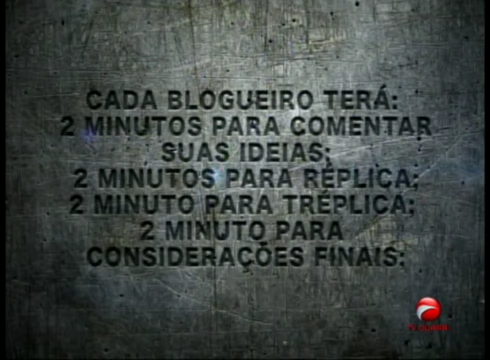 CADA BLOGUEIRO TERÁ:
2 MINUTOS PARA COMENTAR
SUAS IDEIAS;
2 MINUTOS PARA RÉPLICA;
2 MINUTO PARA TRÉPLICA;
2 MINUTO PARA
CONSIDERAÇÕES FINAIS;